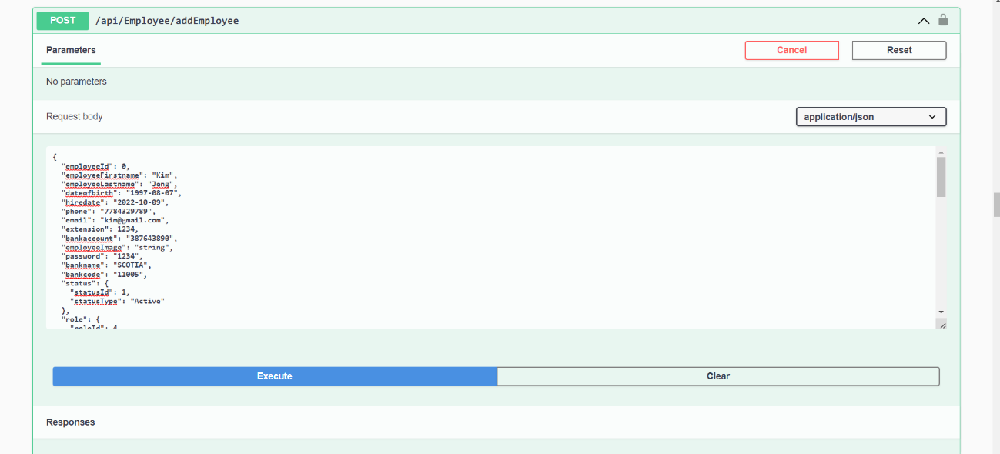 POST /api/Employee/addEmployee
Parameters
Cancel
Reset
No parameters
Request body
application/json
{
"employeeId": 0,
"employeeFirstname": "Kim",
"employeeLastname": "Jeng",
"dateofbirth": "1997-08-07",
"hiredate": "2022-10-09",
"phone": "7784329789",
"email": "kim@gmail.com",
"extension": 1234,
"bankaccount": "387643890",
"employeeImage": "string",
"password": "1234",
"bankname": "SCOTIA",
"bankcode": "11005",
"status": {
"statusId": 1,
"statusType": "Active"
},
"role": {
"roleId": 4
Execute
Clear
Responses